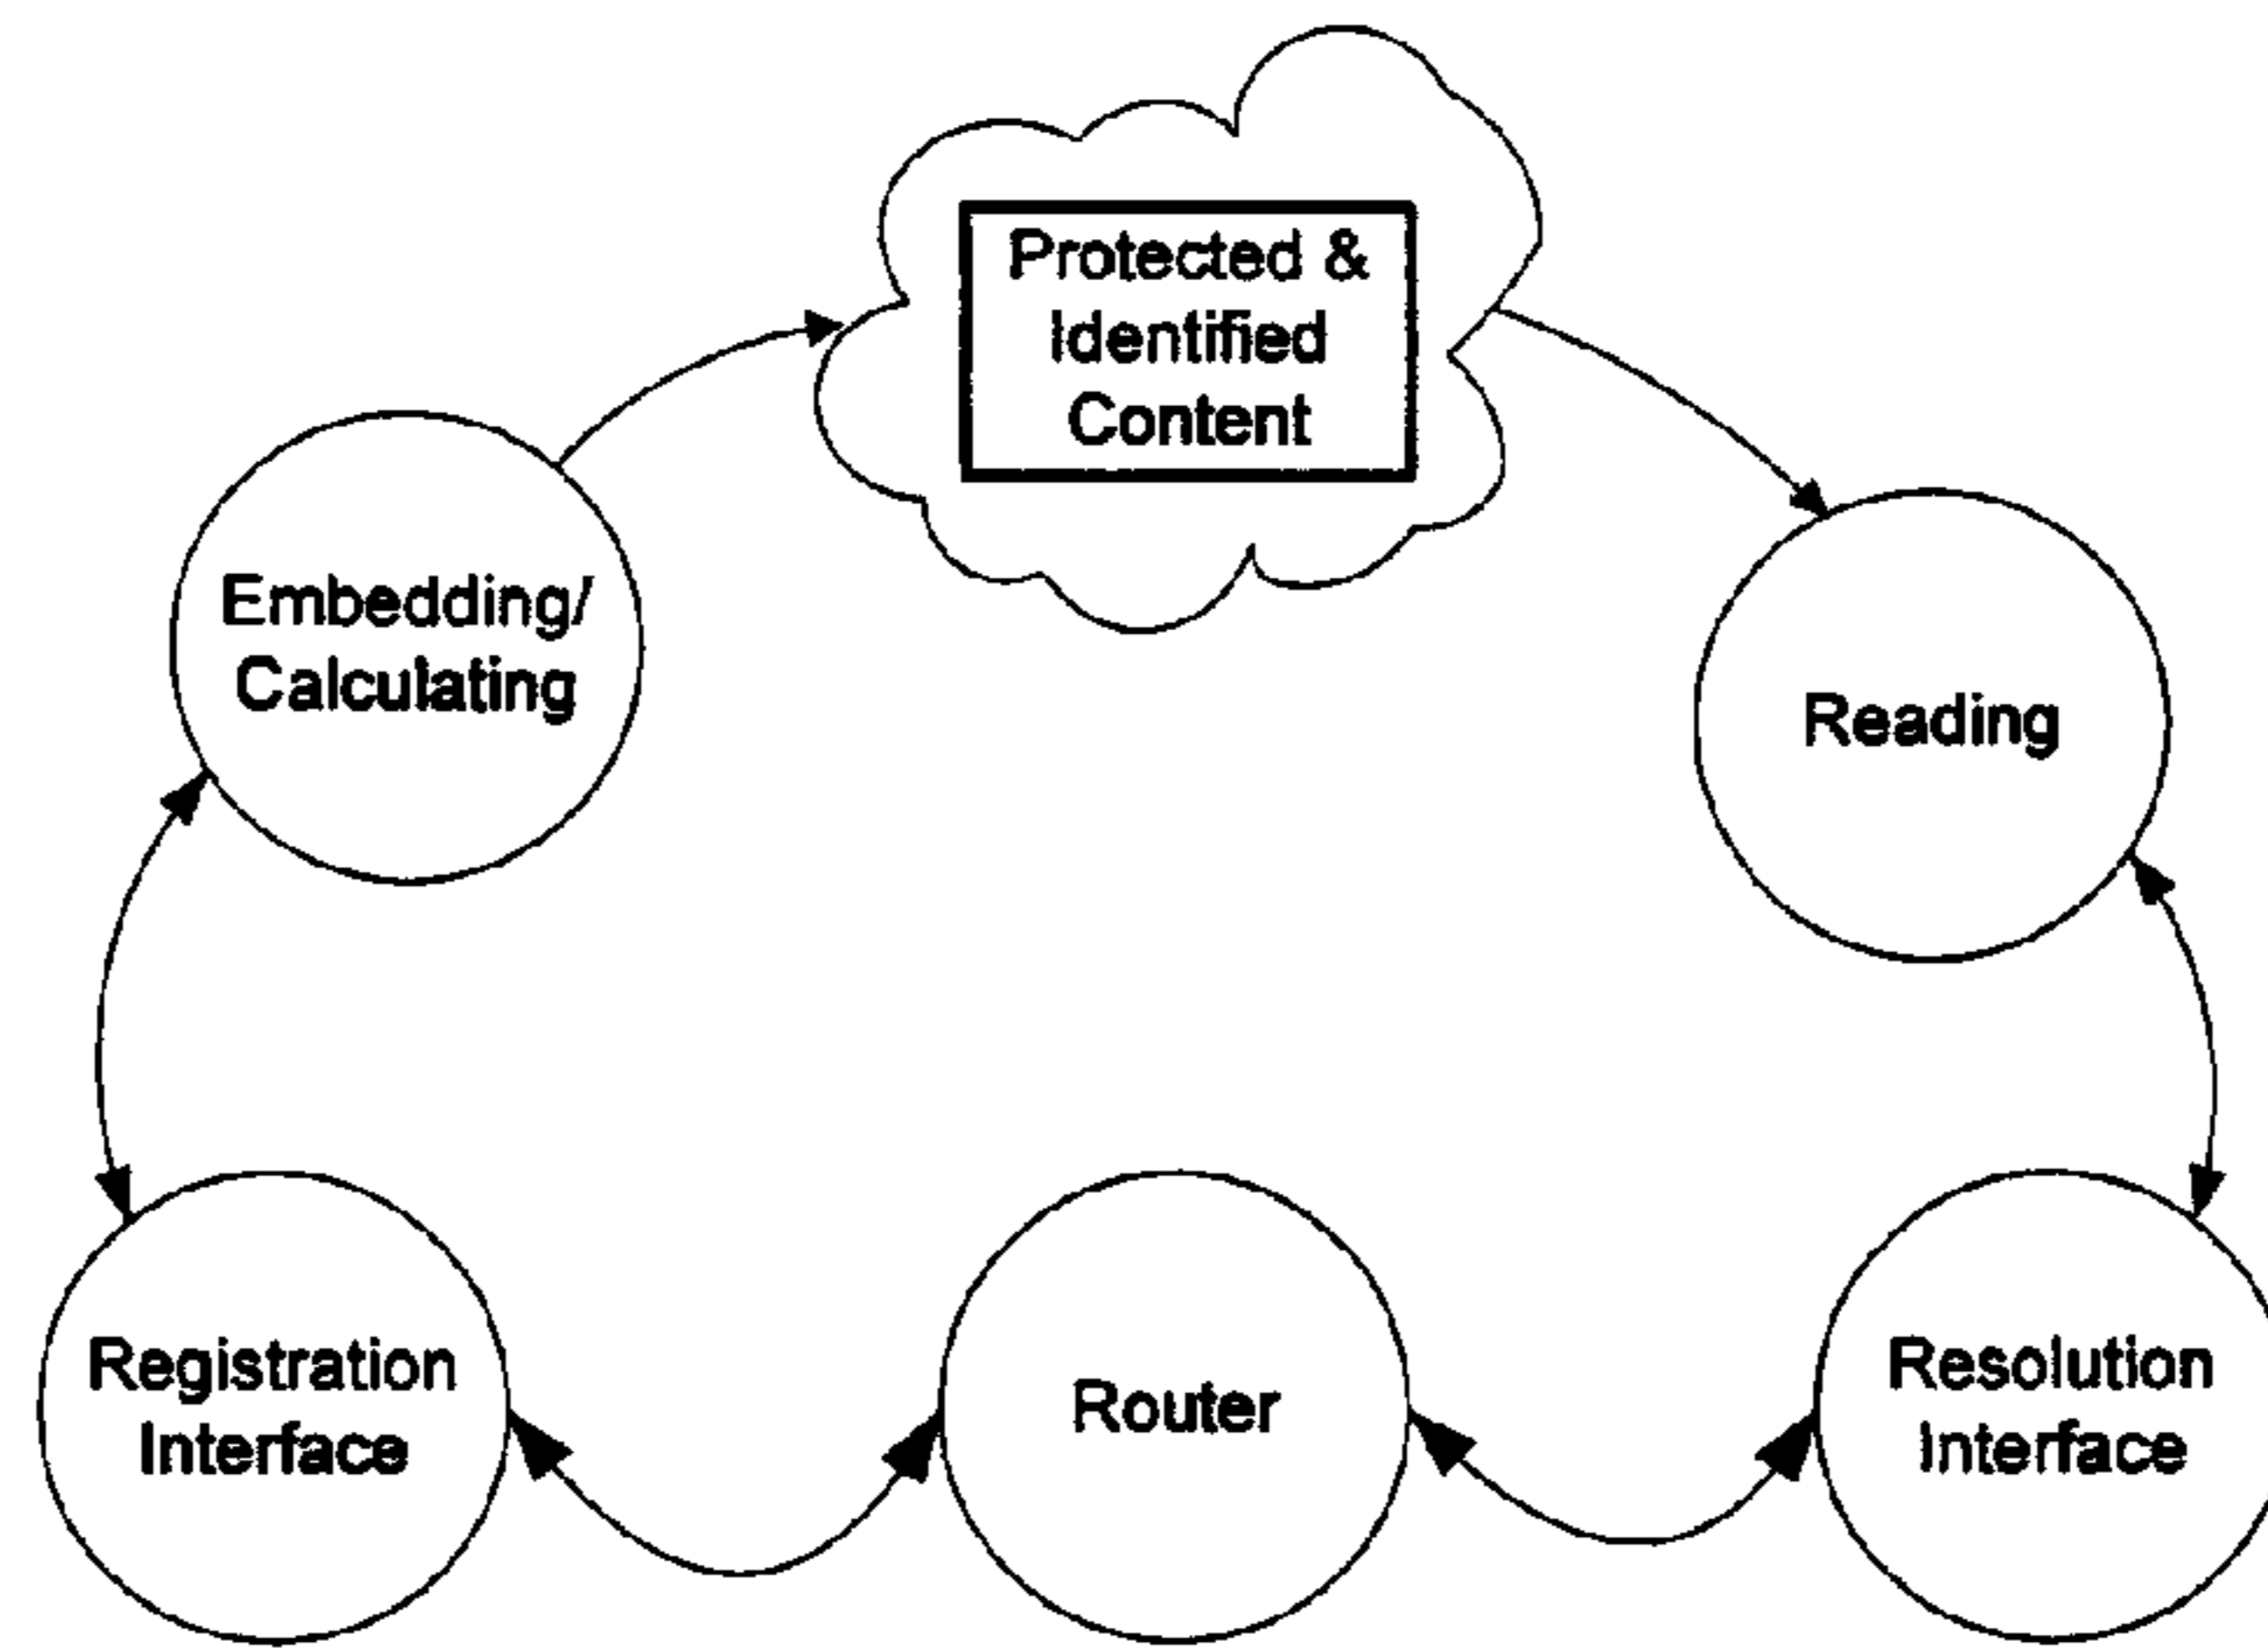 Protected &
Identified
Content
Embedding/
Calculating
Reading
Registration
Interface
Router
Resolution
Interface